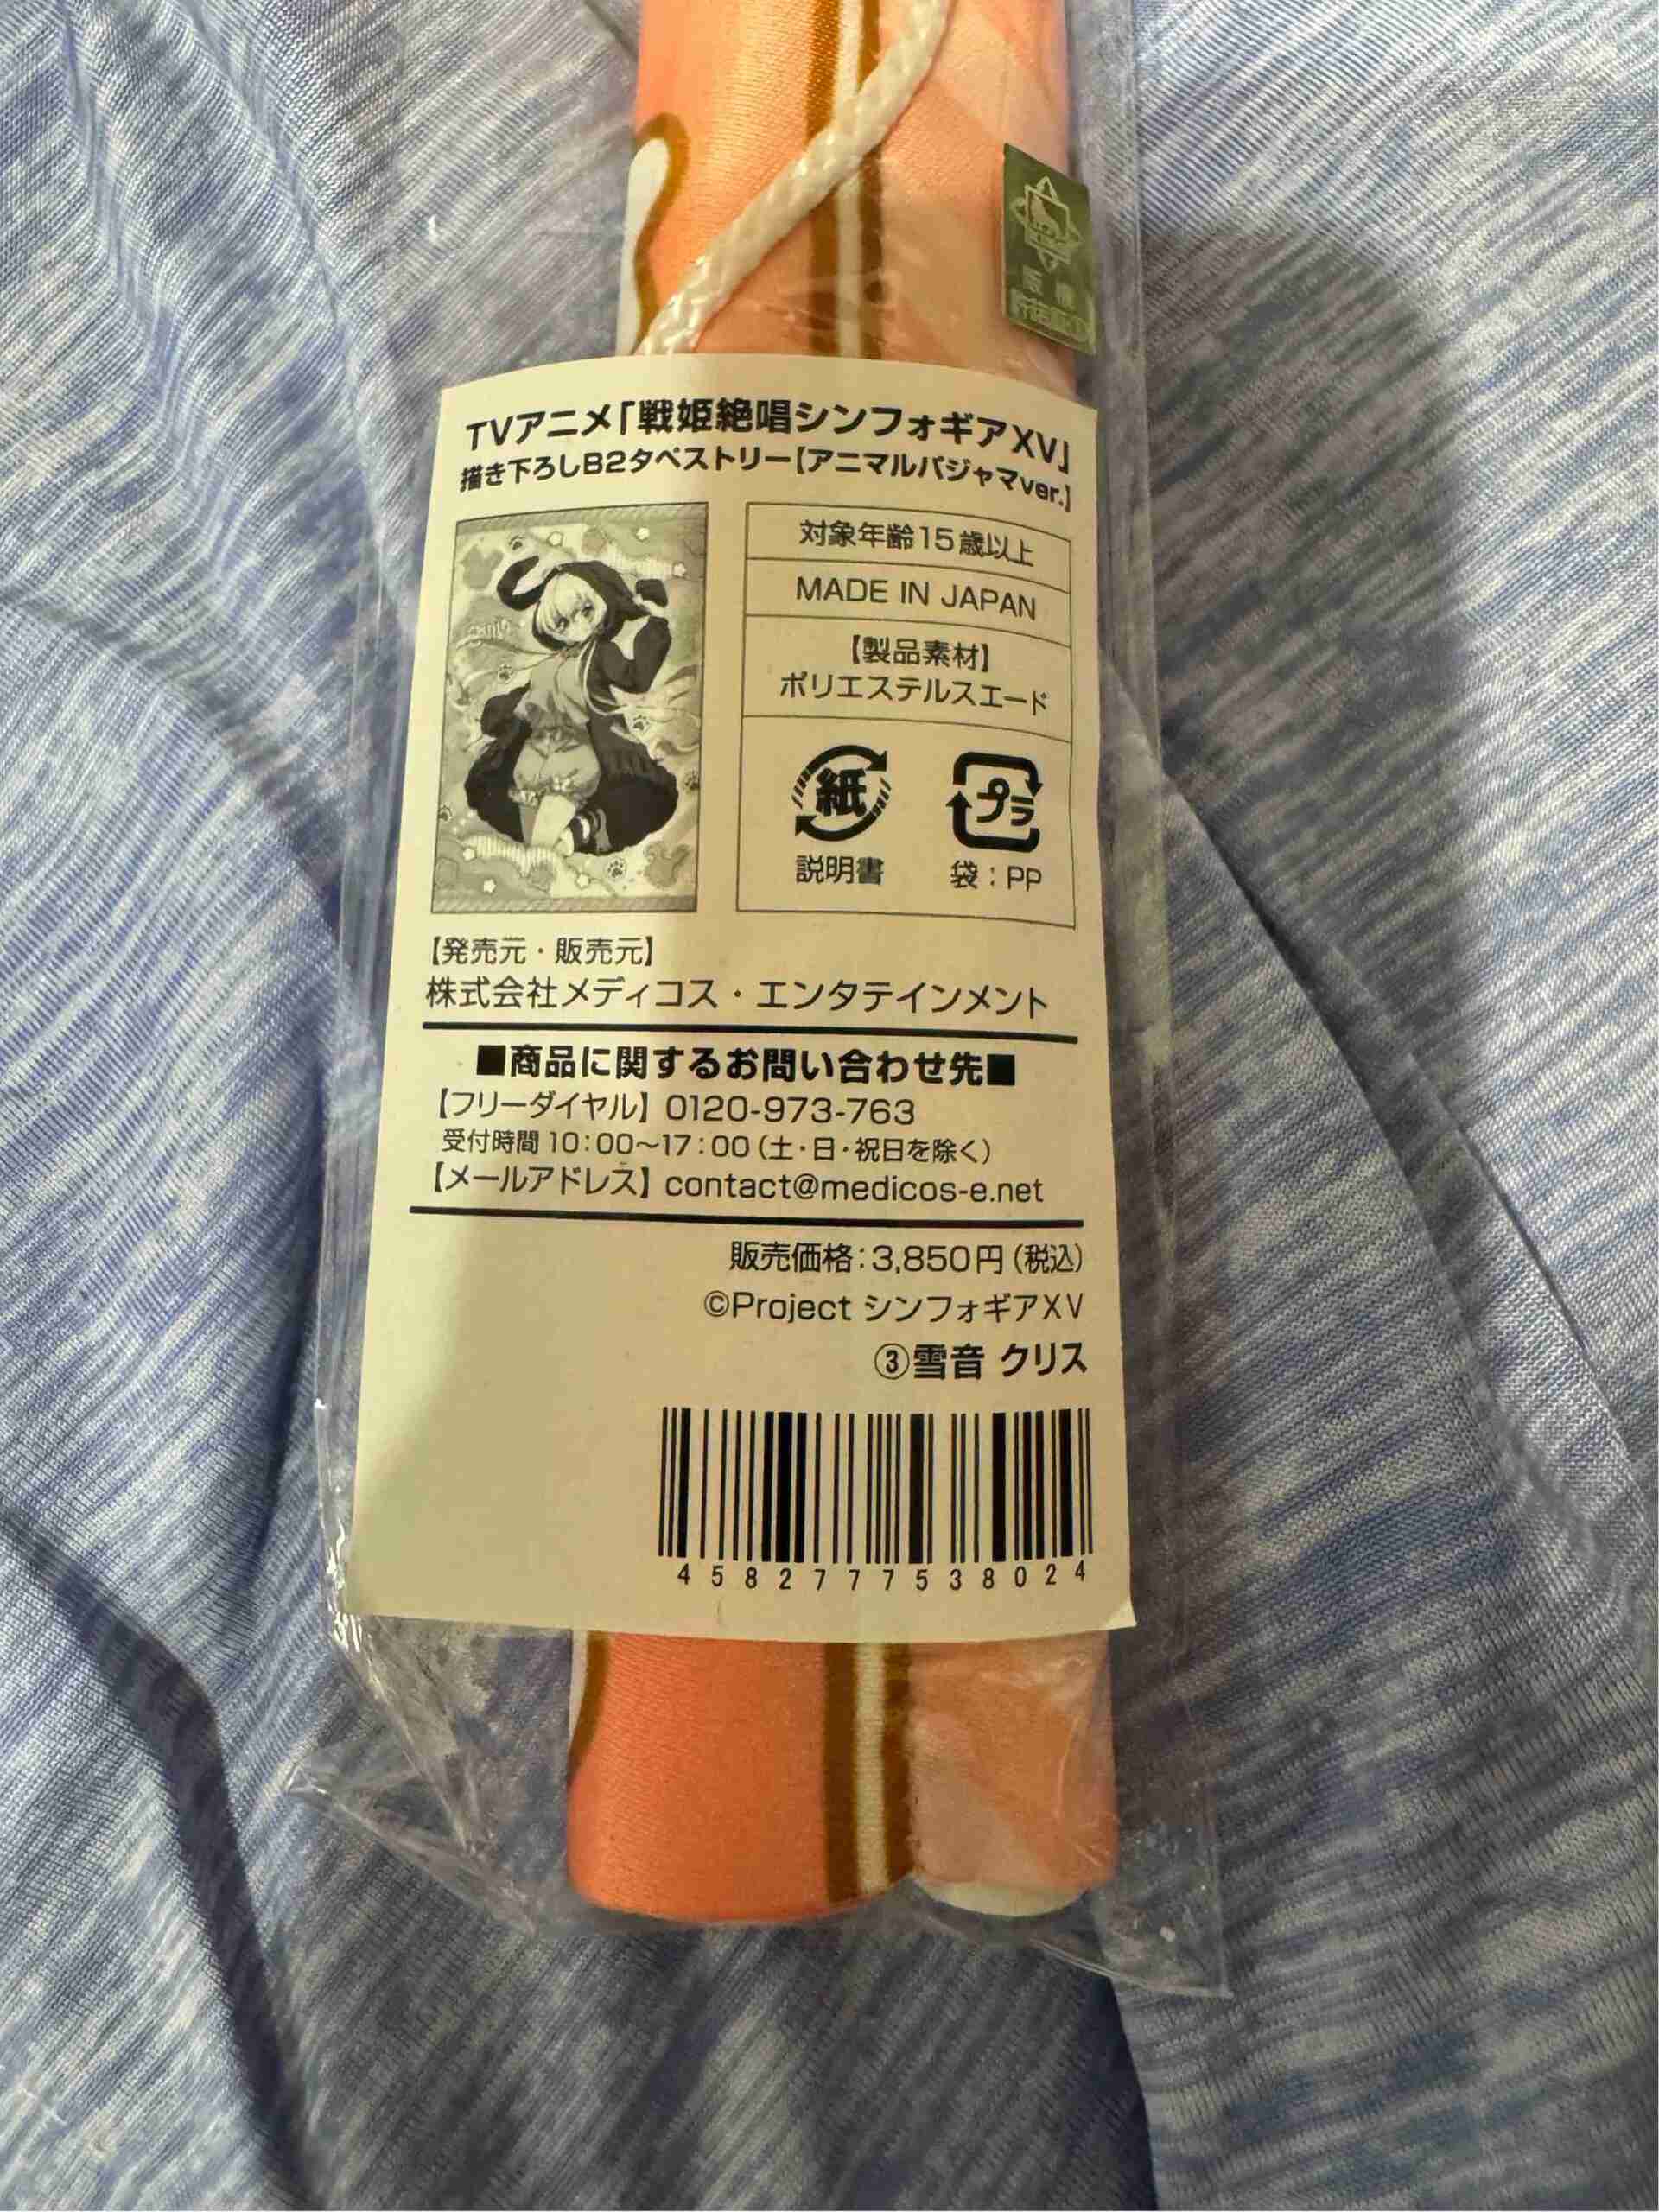 TVアニメ「戦姫絶唱シンフォギアXV」
描き下ろしB2タペストリー【アニマルパジャマver.】
対象年齢15歳以上
MADE IN JAPAN
【製品素材】
ポリエステルスエード
紙
プラ
説明書
袋:PP
【発売元・販売元】
株式会社メディコス・エンタテインメント
■商品に関するお問い合わせ先■
【フリーダイヤル】0120-973-763
受付時間10:00～17:00(土・日・祝日を除く)
【メールアドレス】contact@medicos-e.net
販売価格:3,850円(税込)
©Project シンフォギアXV
③雪音 クリス
4582777538024